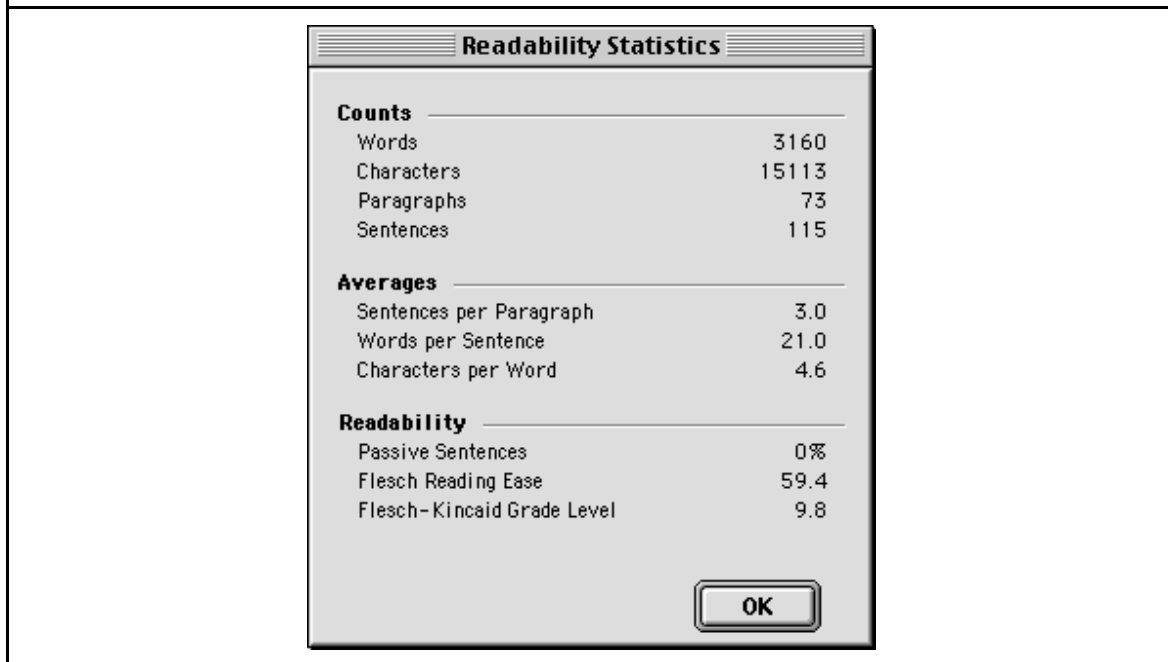 Readability Statistics
Counts
Words 3160
Characters 15113
Paragraphs 73
Sentences 115
Averages
Sentences per Paragraph 3.0
Words per Sentence 21.0
Characters per Word 4.6
Readability
Passive Sentences 0%
Flesch Reading Ease 59.4
Flesch-Kincaid Grade Level 9.8
OK